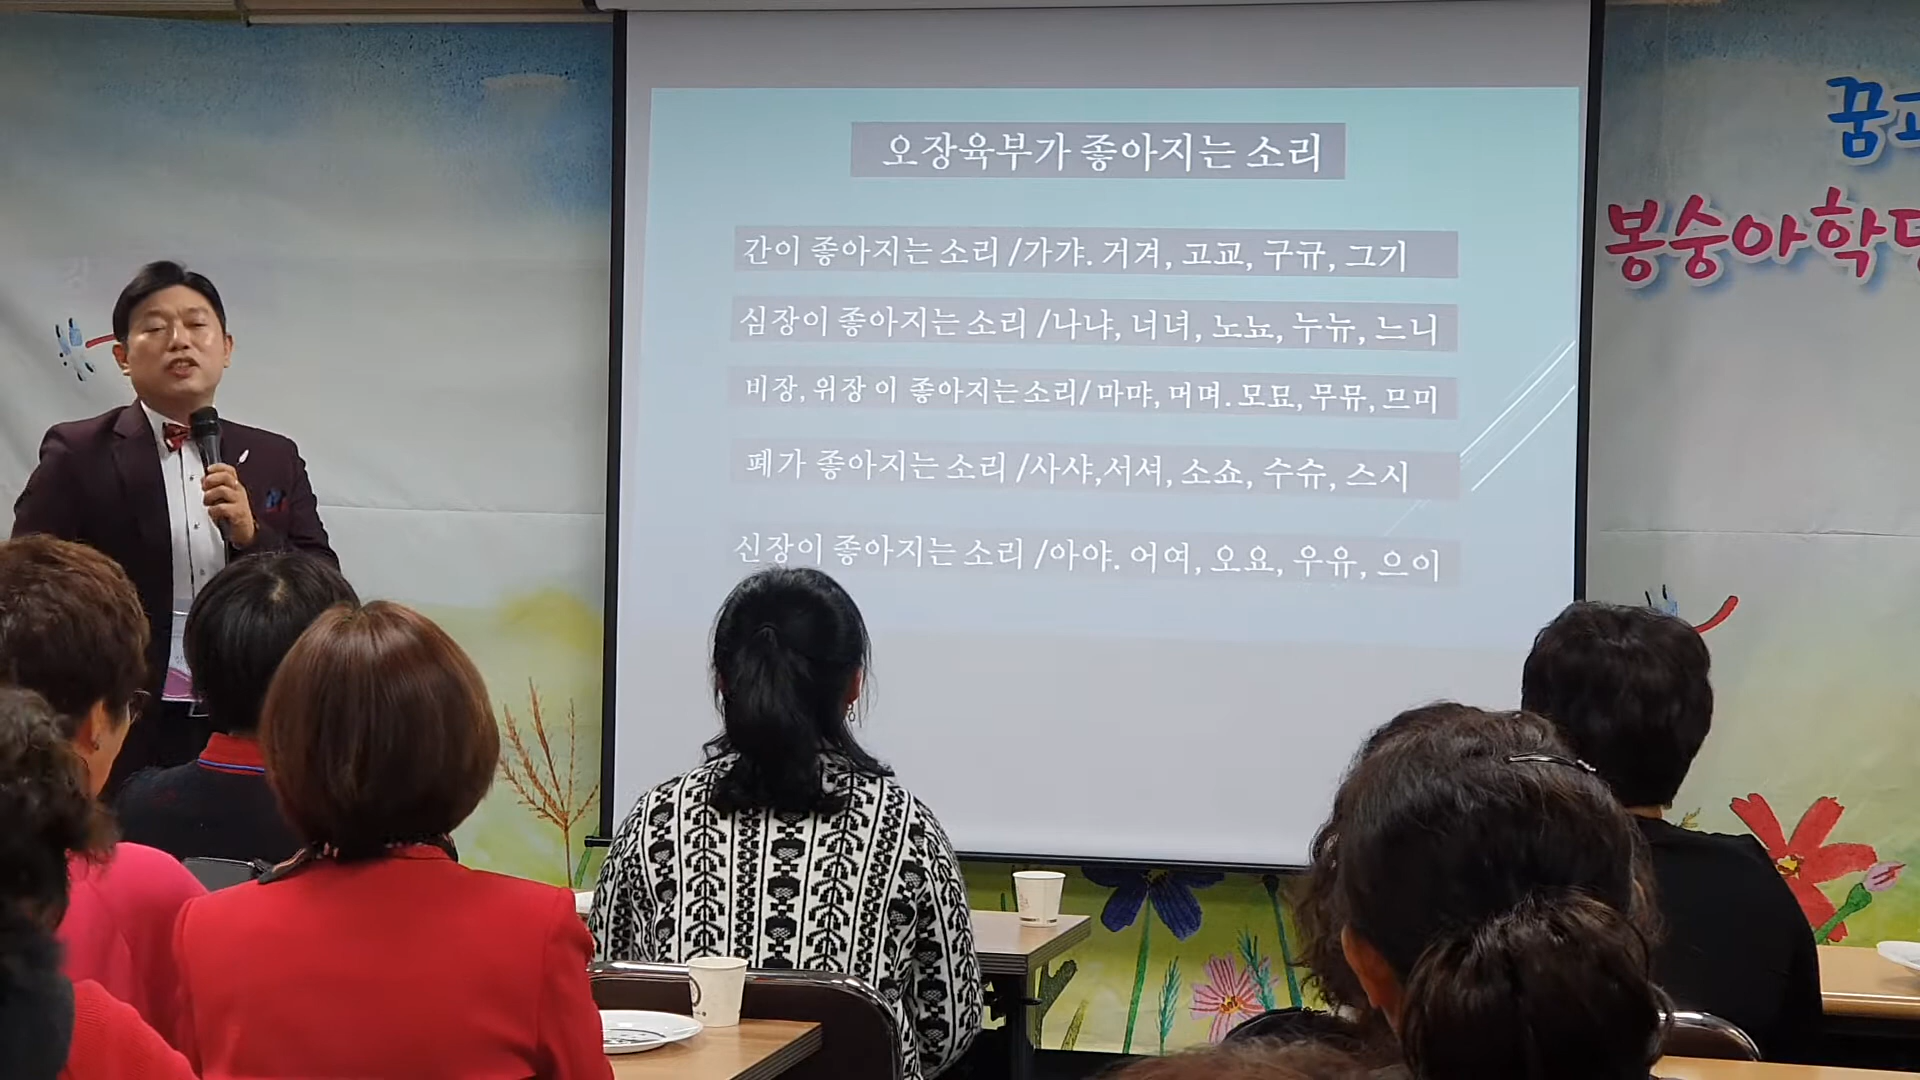 오장육부가 좋아지는 소리
간이 좋아지는 소리 /가갸. 거겨, 고교, 구규, 그기
심장이 좋아지는 소리 /나냐, 너녀, 노뇨, 누뉴, 느니
비장, 위장 이 좋아지는소리/ 마먀, 머며. 모묘, 무뮤, 므미
폐가 좋아지는 소리 /사샤,서셔, 소쇼, 수슈, 스시
신장이 좋아지는 소리 /아야. 어여, 오요, 우유, 으이
봉숭아학당